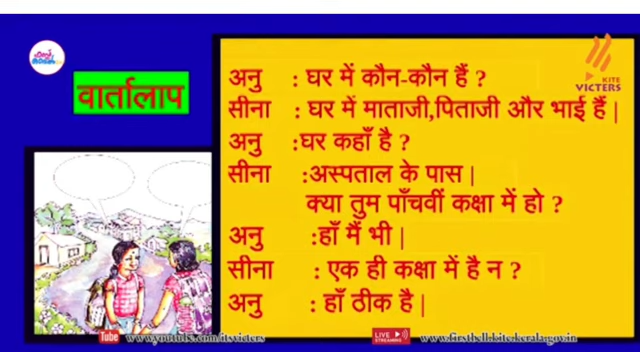 KITE
VICTERS
वार्तालाप
अनु : घर में कौन-कौन हैं ?
सीना : घर में माताजी,पिताजी और भाई हैं |
अनु :घर कहाँ है ?
सीना :अस्पताल के पास |
क्या तुम पाँचवीं कक्षा में हो ?
अनु :हाँ मैं भी |
सीना : एक ही कक्षा में है न ?
अनु : हाँ ठीक है |
Tube www.youtube.com/itsvicters
LIVE STREAMING www.firstbell.kite.kerala.gov.in